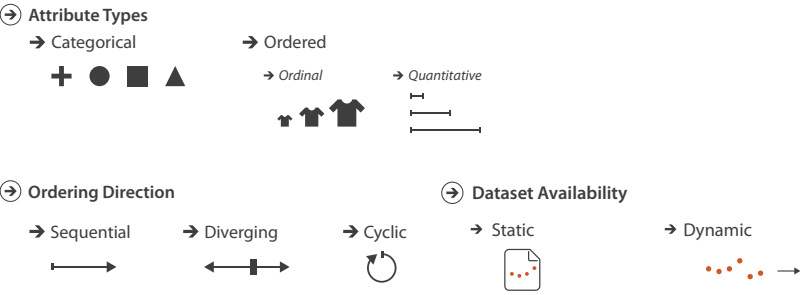 Attribute Types
Categorical
Ordered
Ordinal
Quantitative
Ordering Direction
Dataset Availability
Sequential
Diverging
Cyclic
Static
Dynamic